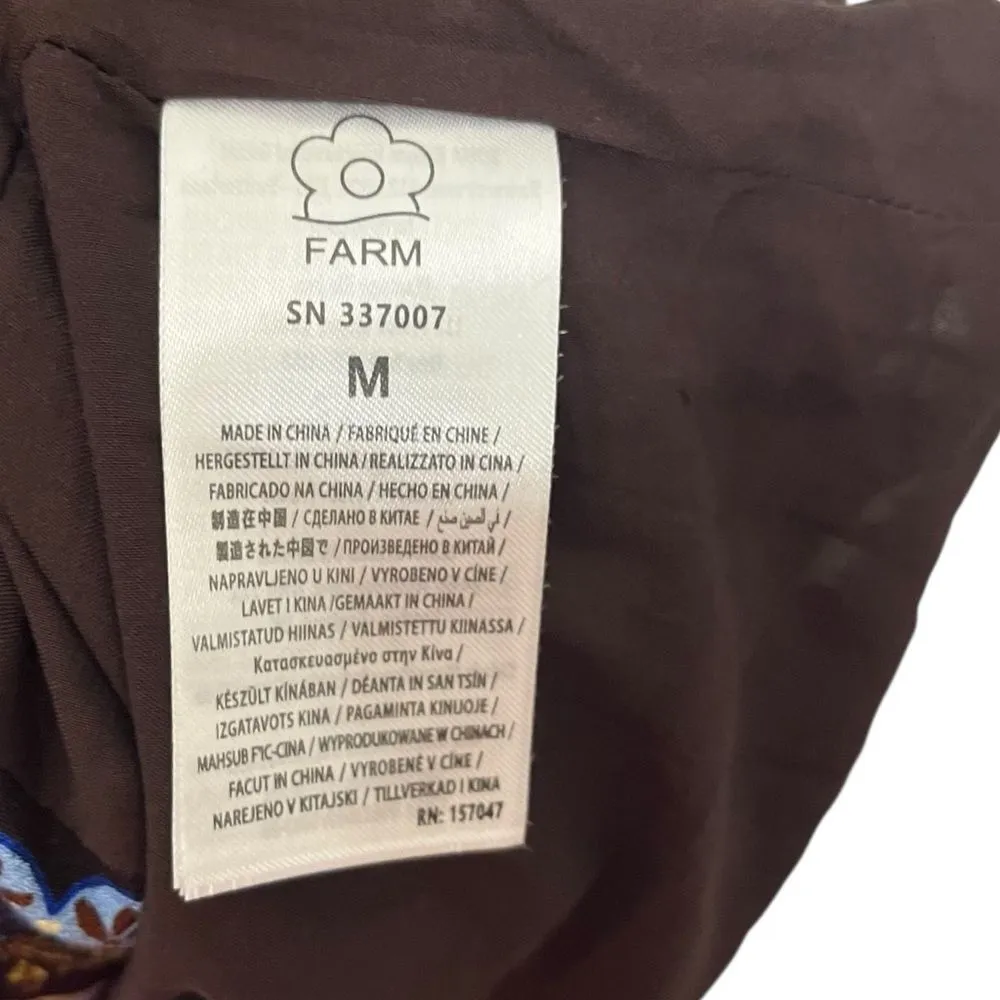 FARM
SN 337007
M
MADE IN CHINA / FABRIQUÉ EN CHINE /
HERGESTELLT IN CHINA / REALIZZATO IN CINA /
FABRICADO NA CHINA / HECHO EN CHINA /
製造在中国 / СДЕЛАНО В КИТАЕ / في الصين صنع /
製造された中国で / ПРОИЗВЕДЕНО В КИТАЙ /
NAPRAVLJENO U KINI / VYROBENO V CÍNE /
LAVET I KINA /GEMAAKT IN CHINA /
VALMISTATUD HIINAS / VALMISTETTU KIINASSA /
Κατασκευασμένο στην Κίνα /
KÉSZÜLT KÍNÁBAN / DÉANTA IN SAN TSÍN /
IZGATAVOTS KINA / PAGAMINTA KINUOJE /
MAHSUB F'IC-CINA / WYPRODUKOWANE W CHINACH /
FACUT IN CHINA / VYROBENÉ V CÍNE /
NAREJENO V KITAJSKI / TILLVERKAD I KINA
RN: 157047